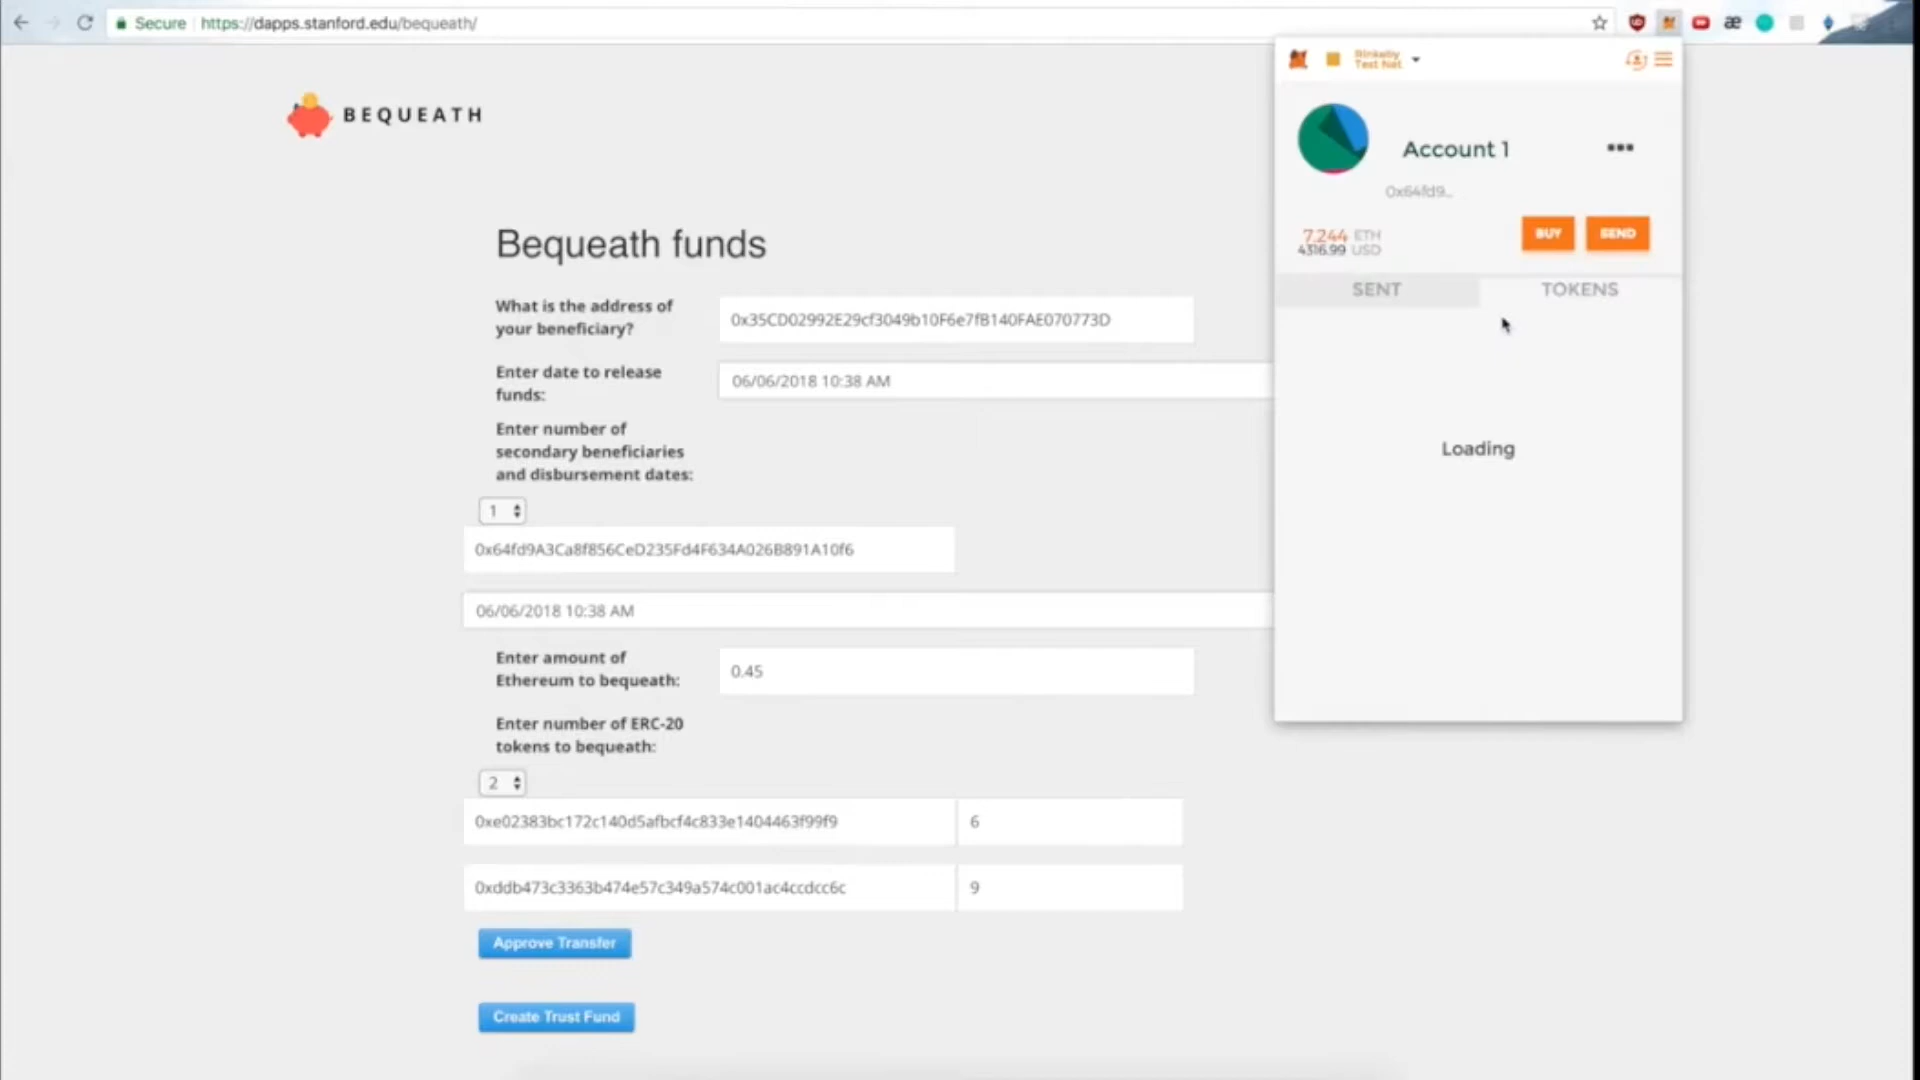 Secure https://dapps.stanford.edu/bequeath/
Rinkeby
Test Net
BEQUEATH
Account 1
0x64fd9...
7.244 ETH
4316.99 USD
BUY SEND
SENT TOKENS
Loading
Bequeath funds
What is the address of
your beneficiary?
0x35CD02992E29cf3049b10F6e7fB140FAE070773D
Enter date to release
funds:
06/06/2018 10:38 AM
Enter number of
secondary beneficiaries
and disbursement dates:
1
0x64fd9A3Ca8f856CeD235Fd4F634A026B891A10f6
06/06/2018 10:38 AM
Enter amount of
Ethereum to bequeath:
0.45
Enter number of ERC-20
tokens to bequeath:
2
0xe02383bc172c140d5afbcf4c833e1404463f99f9 6
0xddb473c3363b474e57c349a574c001ac4ccdcc6c 9
Approve Transfer
Create Trust Fund